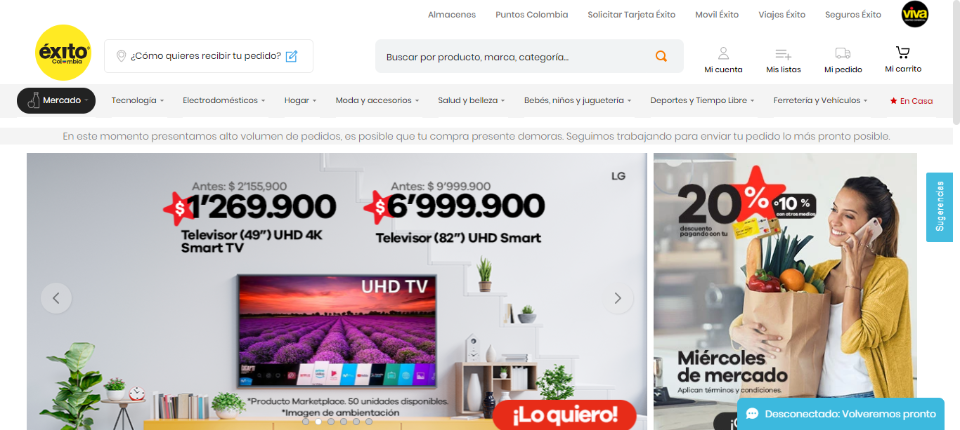 Almacenes Puntos Colombia Solicitar Tarjeta Éxito Movil Éxito Viajes Éxito Seguros Éxito viva
éxito
Colombia
¿Cómo quieres recibir tu pedido?
Buscar por producto, marca, categoría...
Mi cuenta Mis listas Mi pedido Mi carrito
Mercado Tecnología Electrodomésticos Hogar Moda y accesorios Salud y belleza Bebés, niños y juguetería Deportes y Tiempo Libre Ferretería y Vehículos En Casa
En este momento presentamos alto volumen de pedidos, es posible que tu compra presente demoras. Seguimos trabajando para enviar tu pedido lo más pronto posible.
LG
Antes: $ 2'155,900
$1'269.900
Televisor (49") UHD 4K
Smart TV
Antes: $ 9'999.900
$6'999.900
Televisor (82") UHD Smart
UHD TV
*Producto Marketplace. 50 unidades disponibles.
*Imagen de ambientación
¡Lo quiero!
20%
descuento
pagando con tu
10 %
con otros medios
Miércoles
de mercado
Aplican términos y condiciones.
Sugerencias
Desconectado: Volveremos pronto